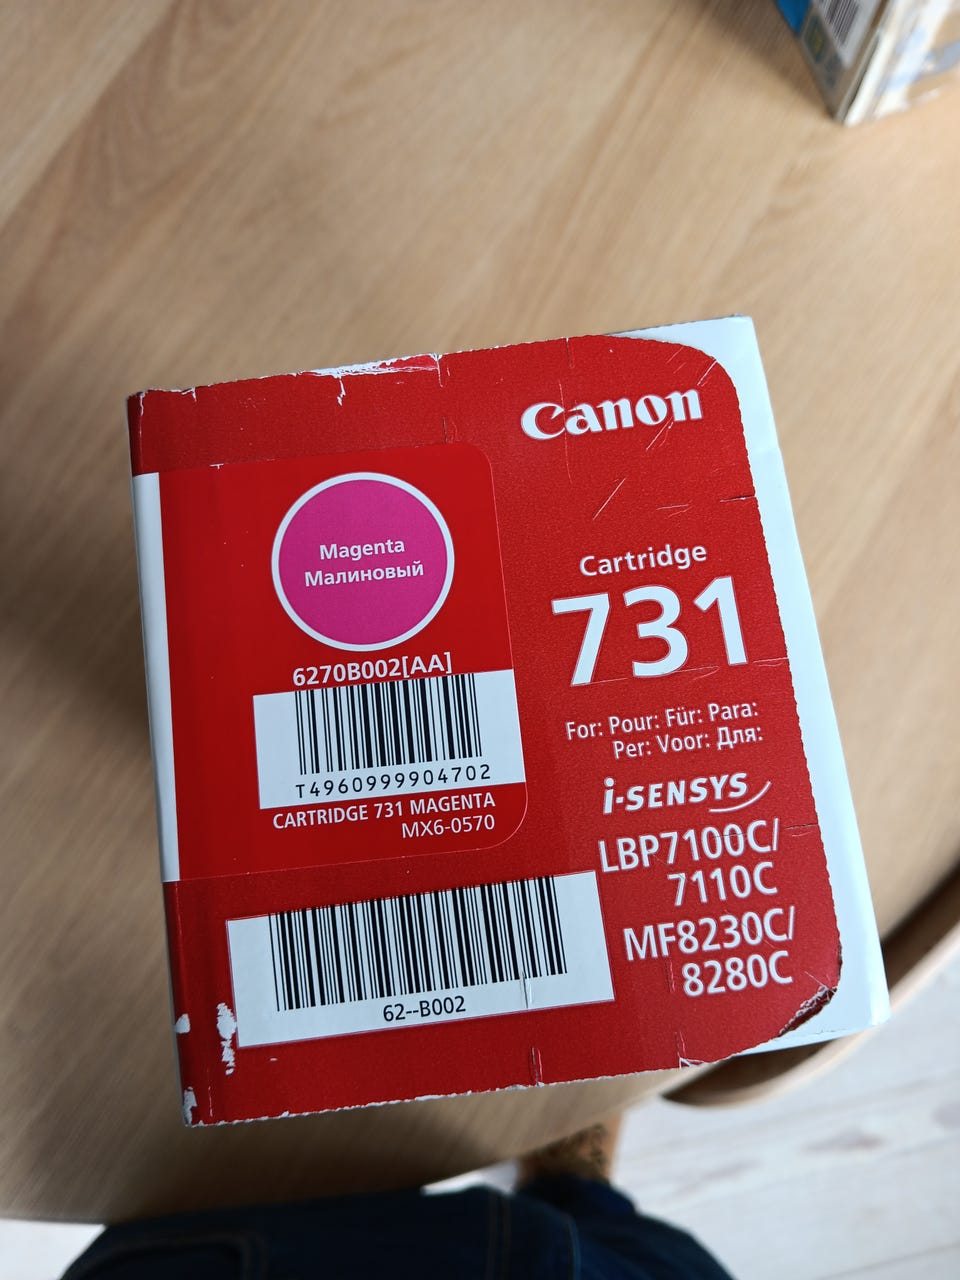 Canon
Magenta
Малиновый
6270B002[AA]
T4960999904702
CARTRIDGE 731 MAGENTA
MX6-0570
62--B002
Cartridge
731
For: Pour: Für: Para:
Per: Voor: Для:
i-SENSYS
LBP7100C/
7110C
MF8230C/
8280C